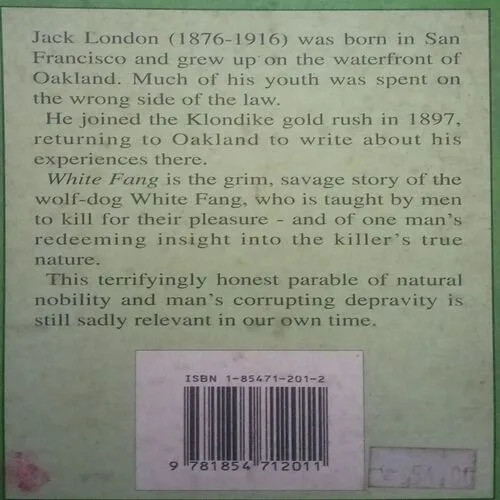 Jack London (1876-1916) was born in San
Francisco and grew up on the waterfront of
Oakland. Much of his youth was spent on
the wrong side of the law.
He joined the Klondike gold rush in 1897,
returning to Oakland to write about his
experiences there.
White Fang is the grim, savage story of the
wolf-dog White Fang, who is taught by men
to kill for their pleasure - and of one man's
redeeming insight into the killer's true
nature.
This terrifyingly honest parable of natural
nobility and man's corrupting depravity is
still sadly relevant in our own time.
ISBN 1-85471-201-2
9 781854 712011